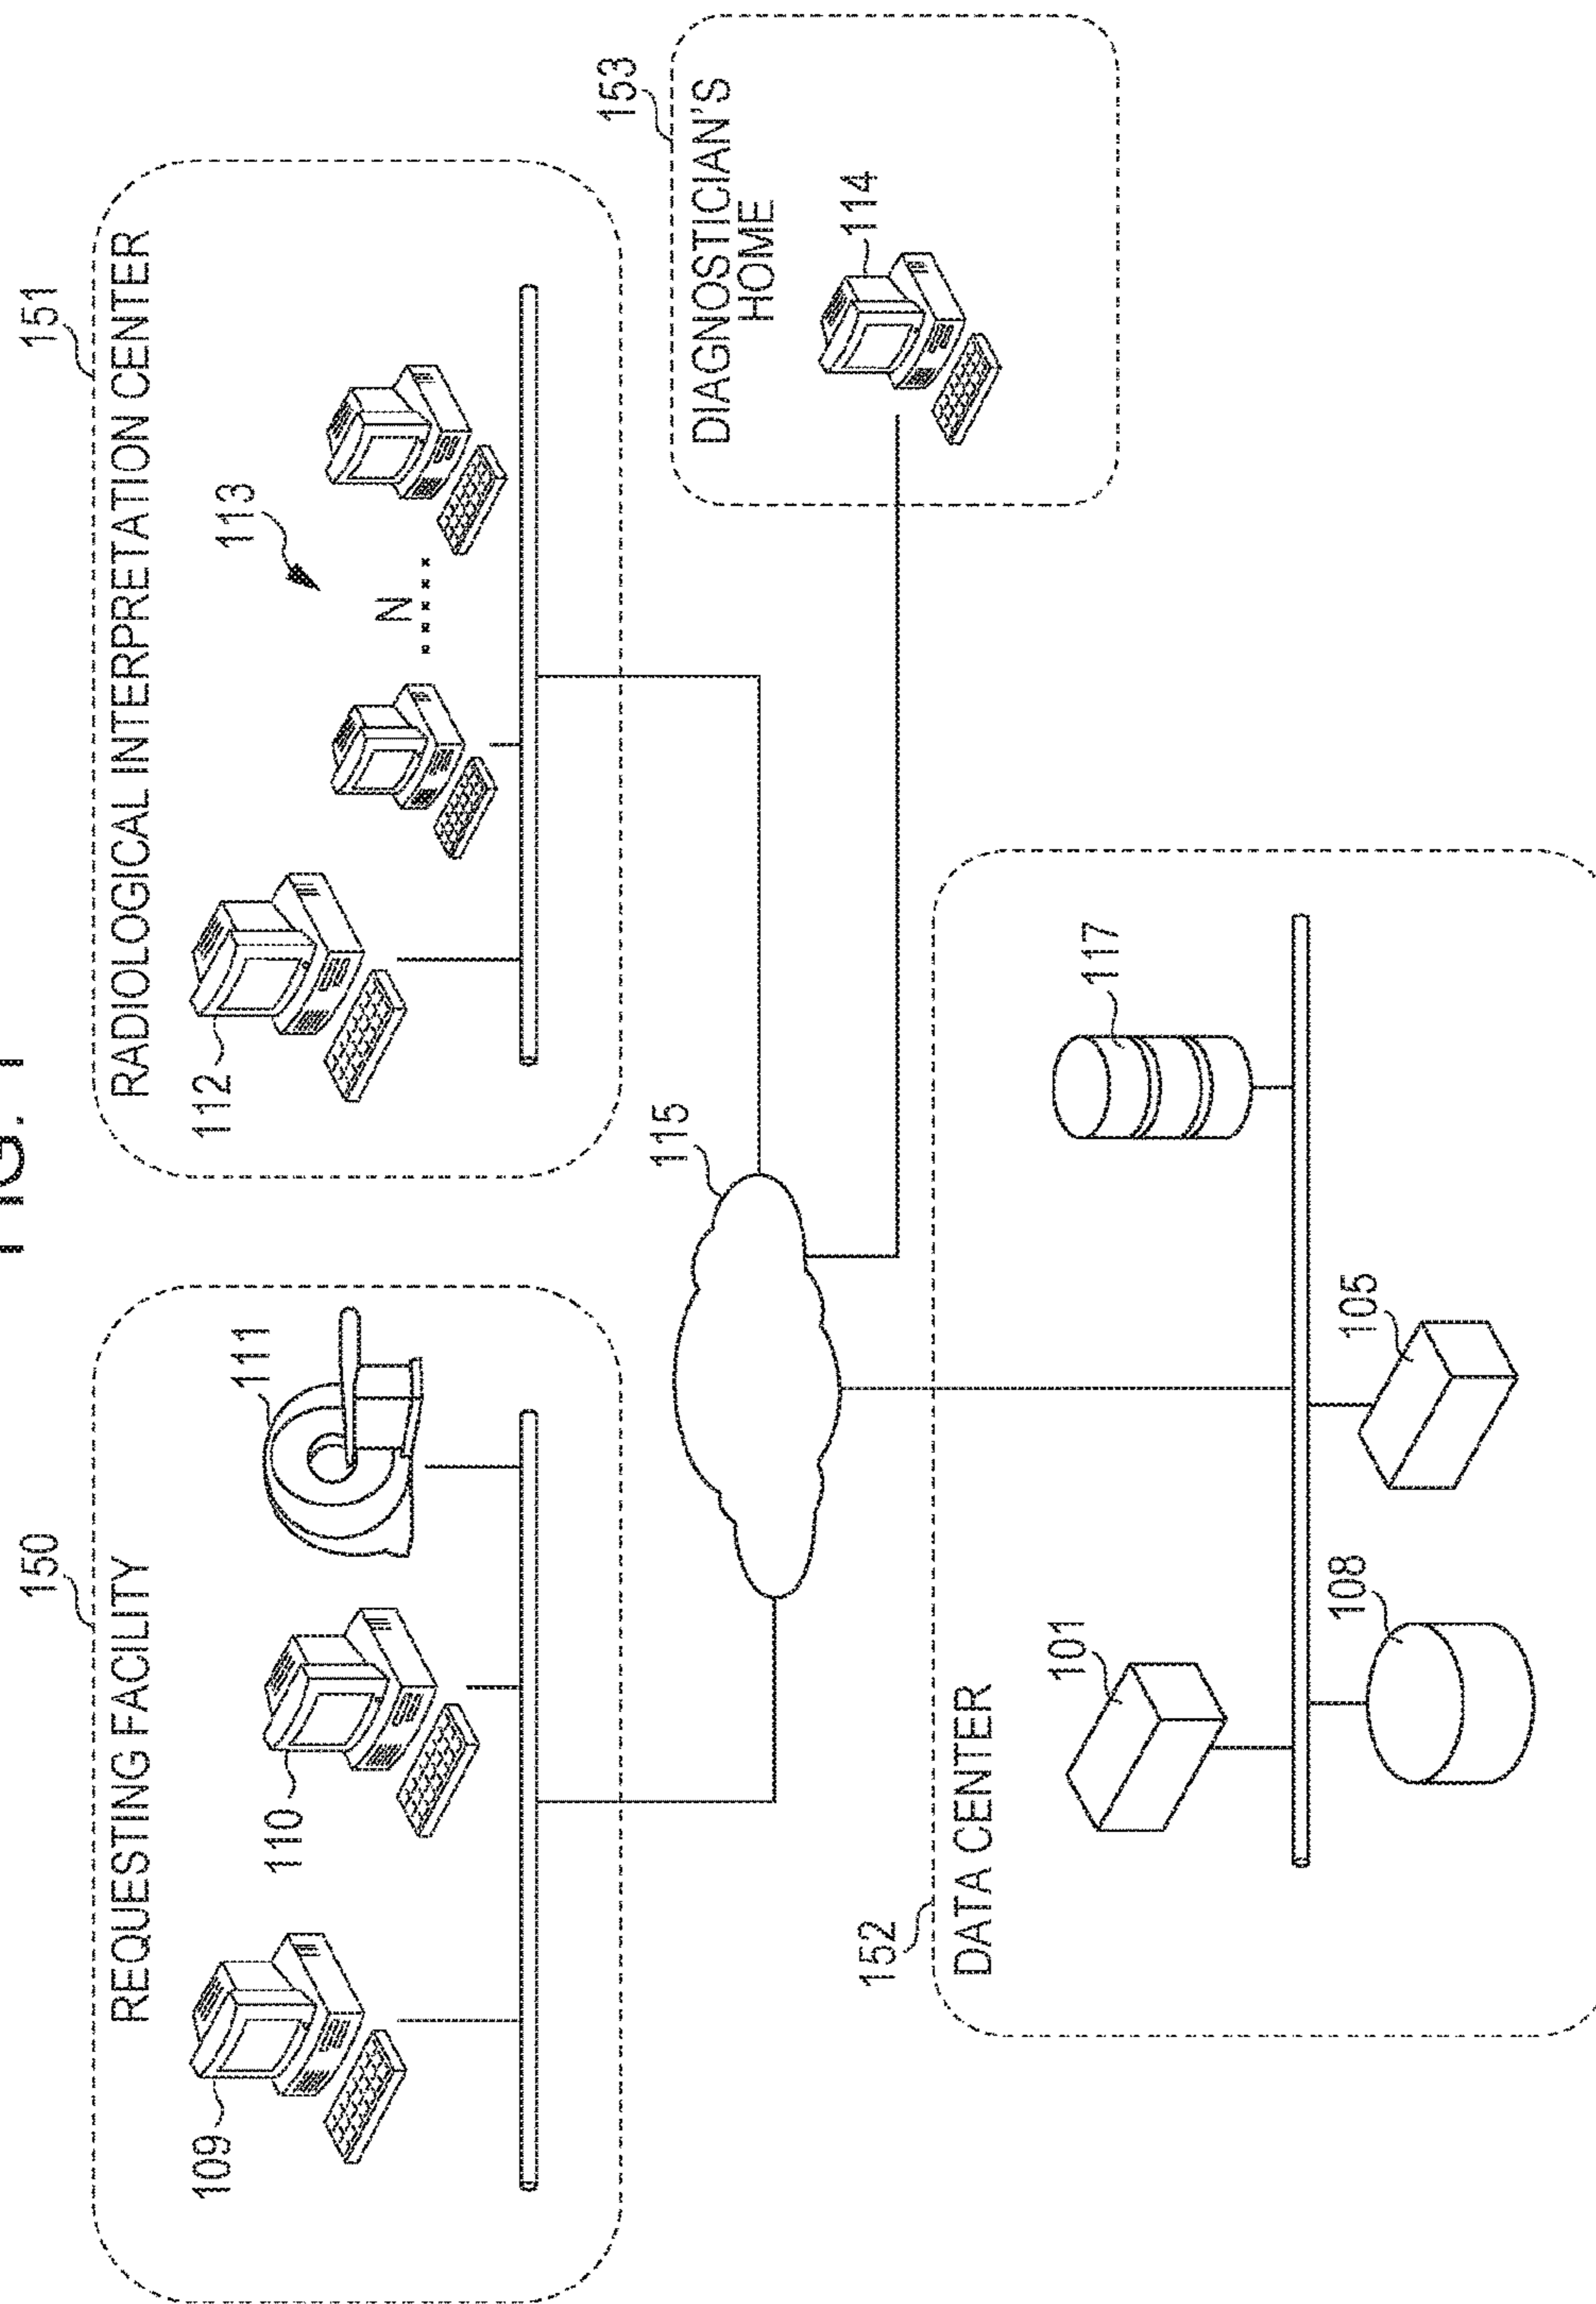 FIG. 1
150
REQUESTING FACILITY
109
110
111
151
RADIOLOGICAL INTERPRETATION CENTER
112
113
N
115
153
DIAGNOSTICIAN'S
HOME
114
152
DATA CENTER
101
108
105
117